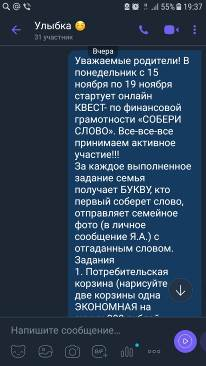 55% 19:37
Улыбка 😊
31 участник
Вчера
Уважаемые родители! В
понедельник с 15
ноября по 19 ноября
стартует онлайн
КВЕСТ- по финансовой
грамотности «СОБЕРИ
СЛОВО». Все-все-все
принимаем активное
участие!!!
За каждое выполненное
задание семья
получает БУКВУ, кто
первый соберет слово,
отправляет семейное
фото (в личное
сообщение Я.А.) с
отгаданным словом.
Задания
1. Потребительская
корзина (нарисуйте
две корзины одна
ЭКОНОМНАЯ на
Напишите сообщение...
GIF